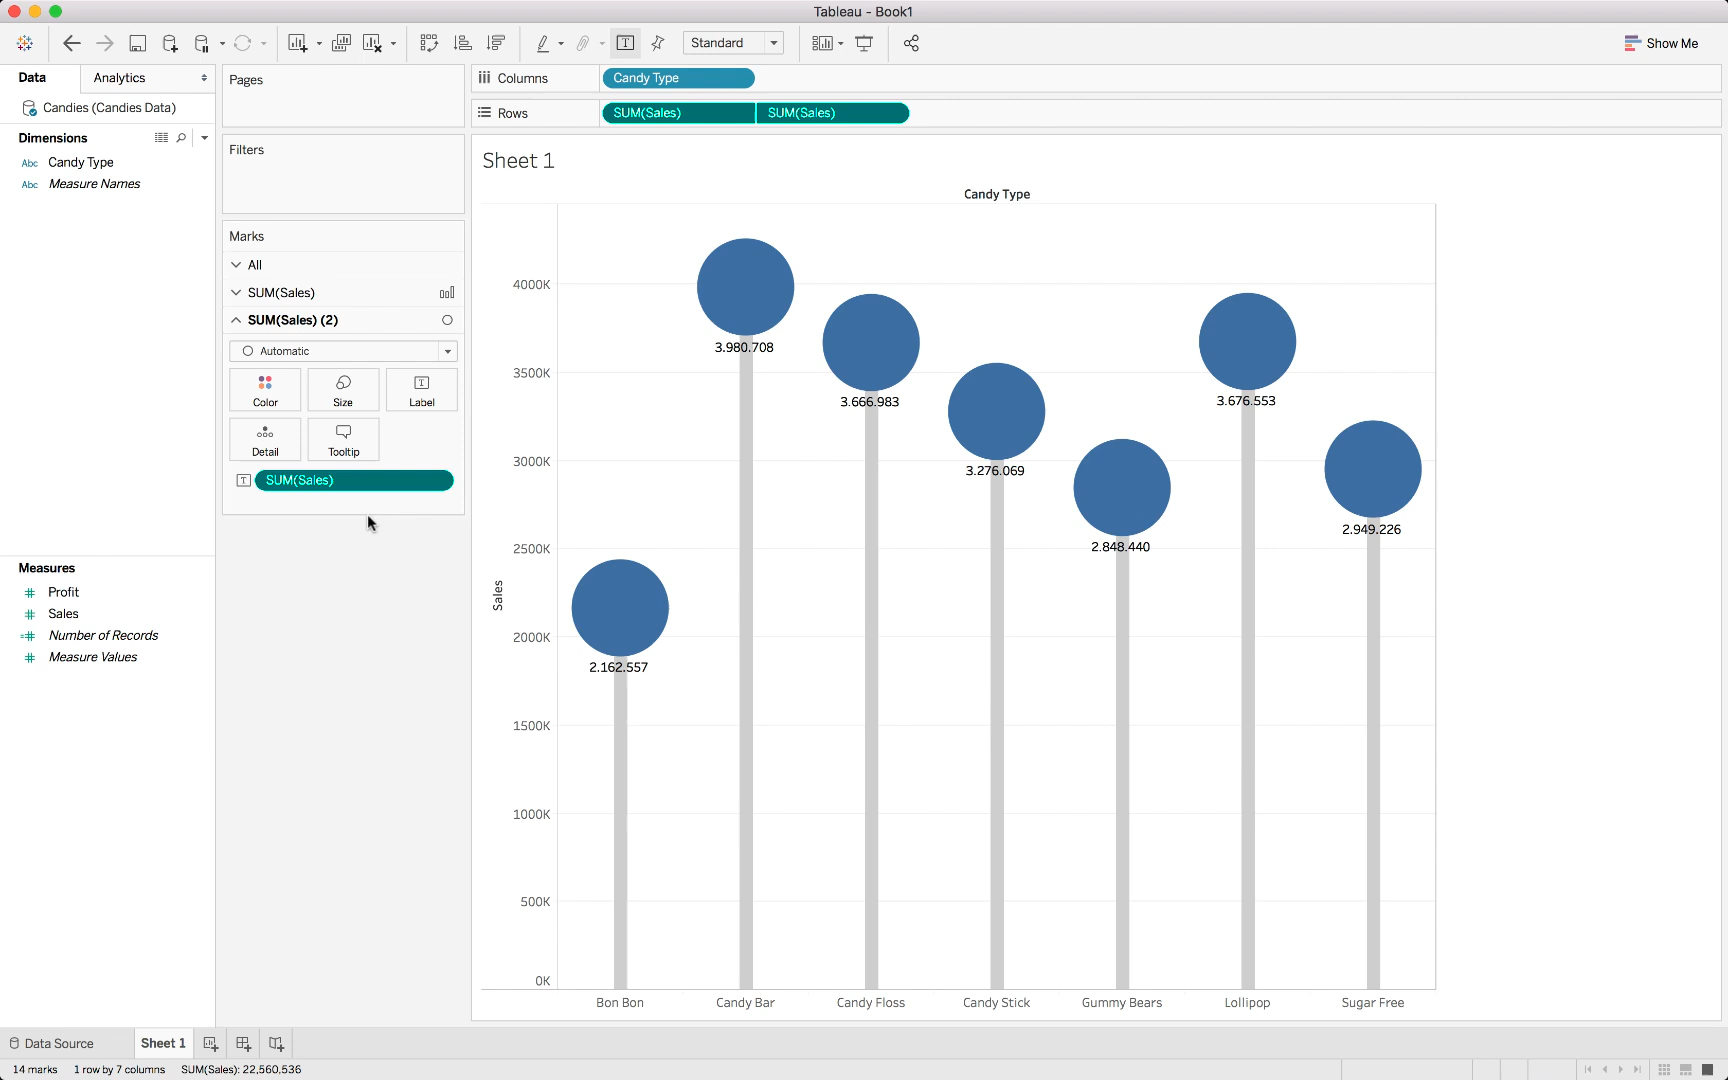 Tableau - Book1
Standard
Show Me
Data
Analytics
Candies (Candies Data)
Dimensions
Abc Candy Type
Abc Measure Names
Measures
Profit
Sales
Number of Records
Measure Values
Pages
Filters
Marks
All
SUM(Sales)
SUM(Sales) (2)
Automatic
Color
Size
Label
Detail
Tooltip
SUM(Sales)
Columns
Candy Type
Rows
SUM(Sales)
SUM(Sales)
Sheet 1
Candy Type
Sales
4000K
3500K
3000K
2500K
2000K
1500K
1000K
500K
0K
2.162.557
3.980.708
3.666.983
3.276.069
2.848.440
3.676.553
2.949.226
Bon Bon
Candy Bar
Candy Floss
Candy Stick
Gummy Bears
Lollipop
Sugar Free
Data Source
Sheet 1
14 marks
1 row by 7 columns
SUM(Sales): 22,560,536